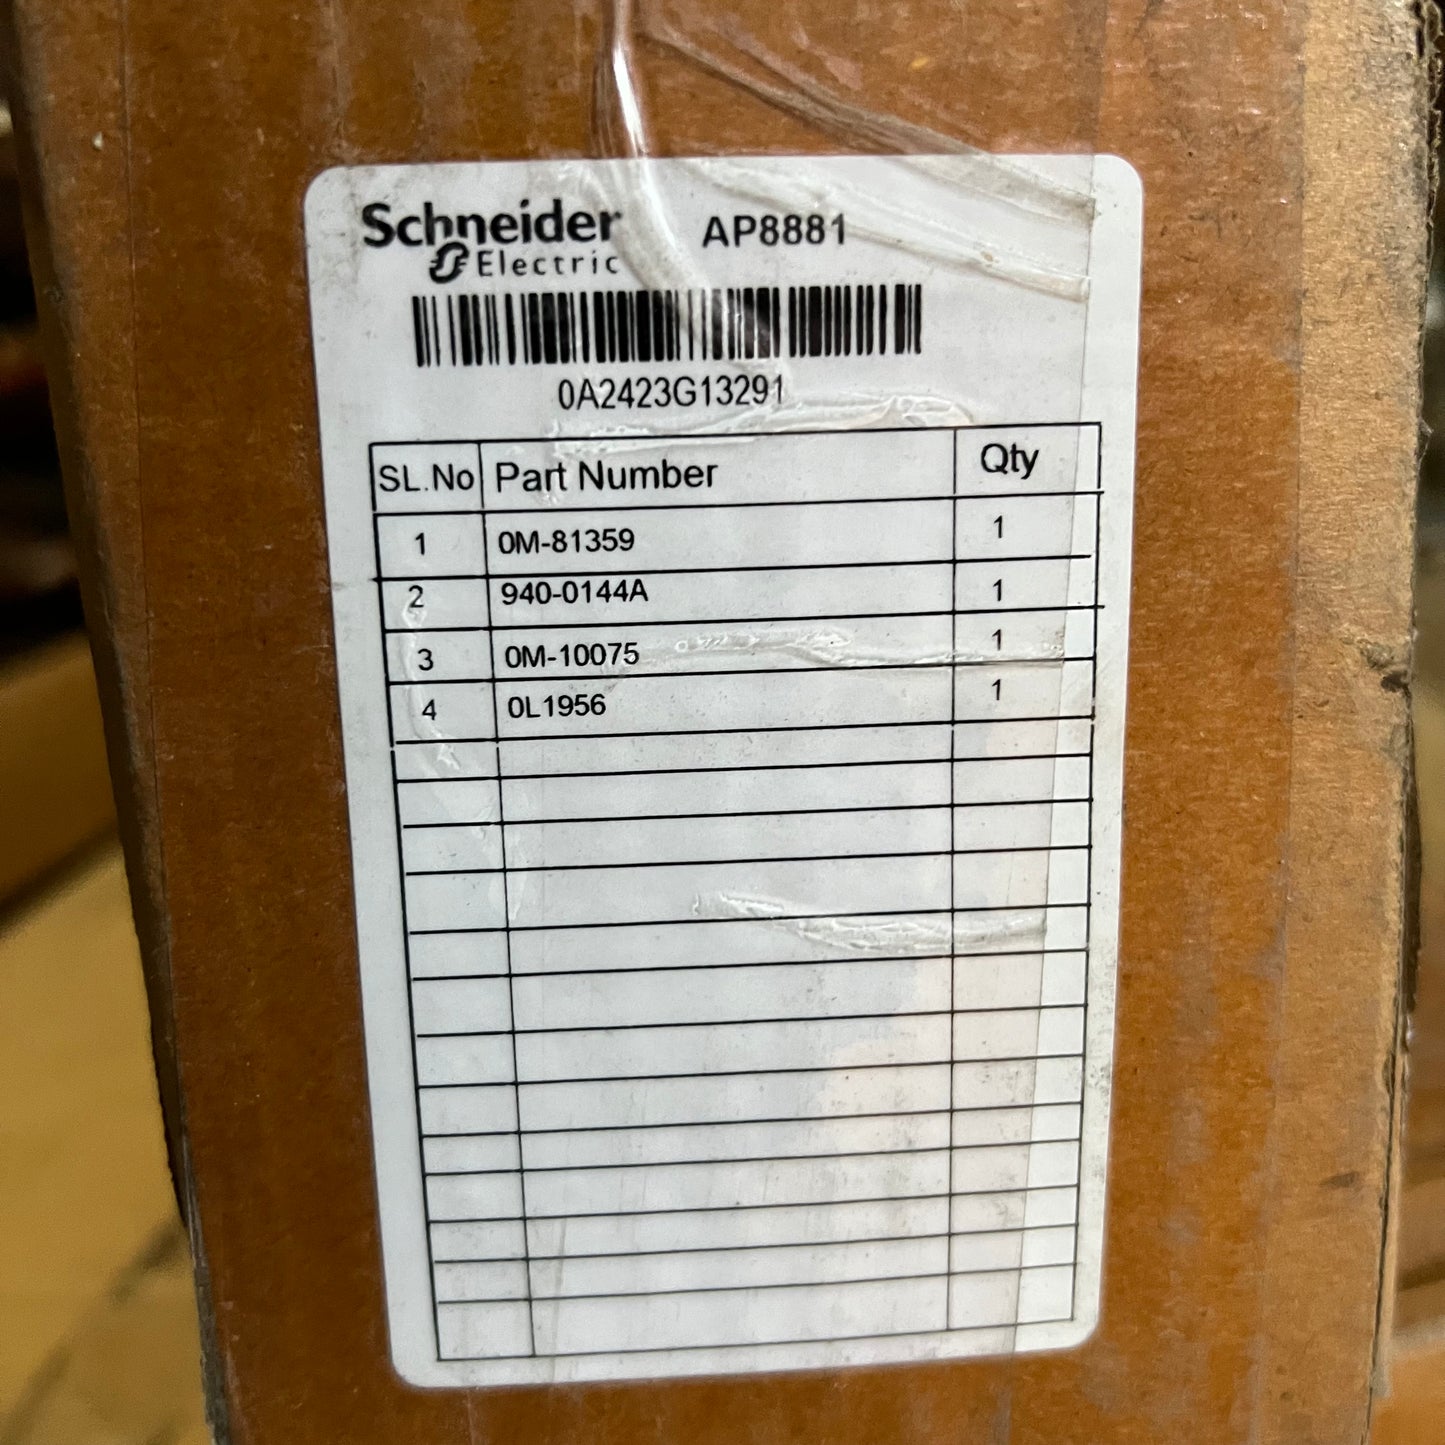 Schneider AP8881
Electric
0A2423G13291
SL.No Part Number Qty
1 0M-81359 1
2 940-0144A 1
3 0M-10075 1
4 0L1956 1